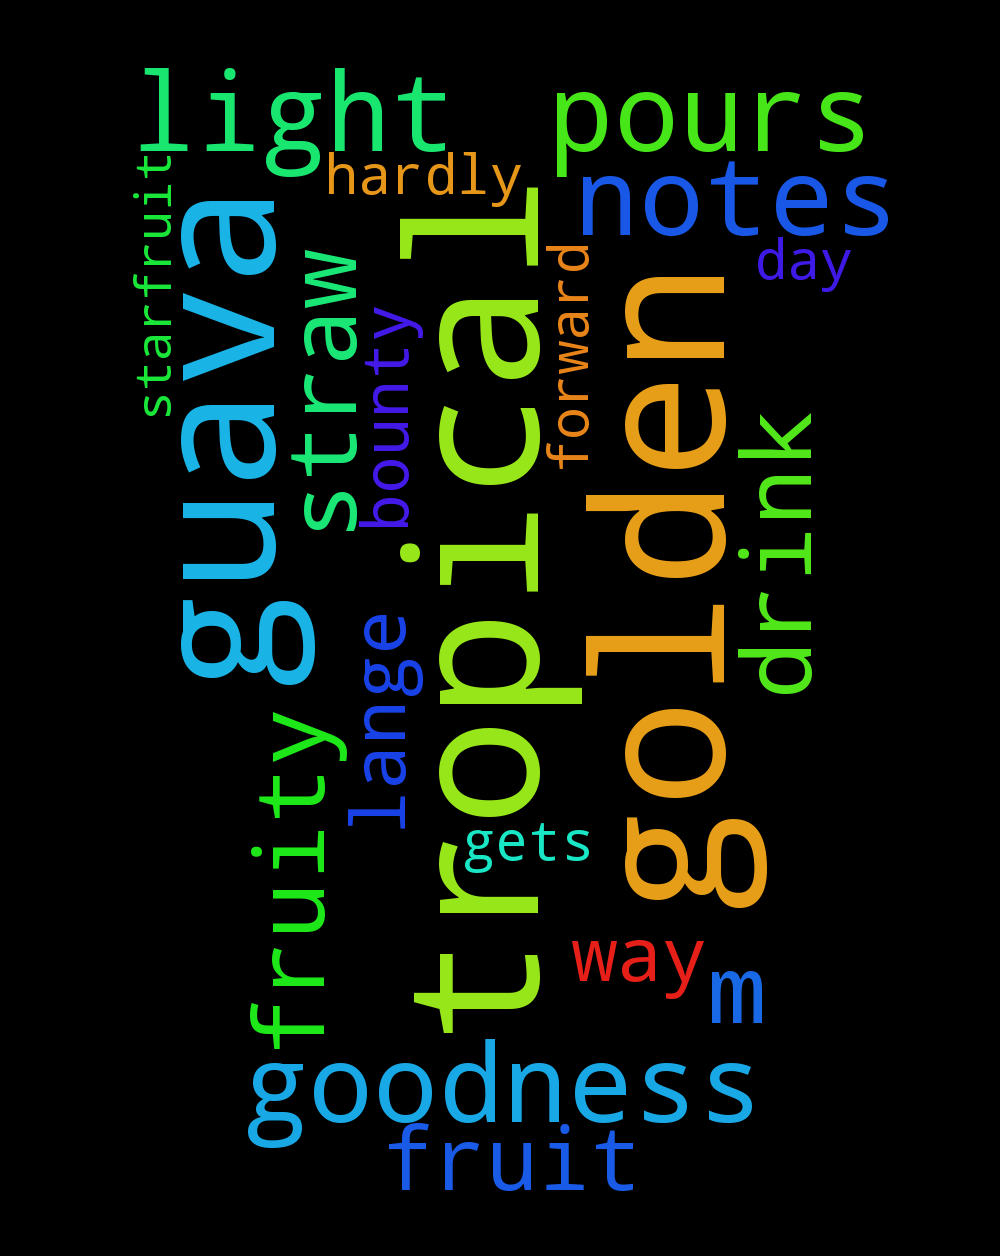 light
pours
hardly
notes
starfruit
guava
straw
bounty
tropical
forward
golden
day
drink
lange
fruity
gets
way
m
goodness
fruit